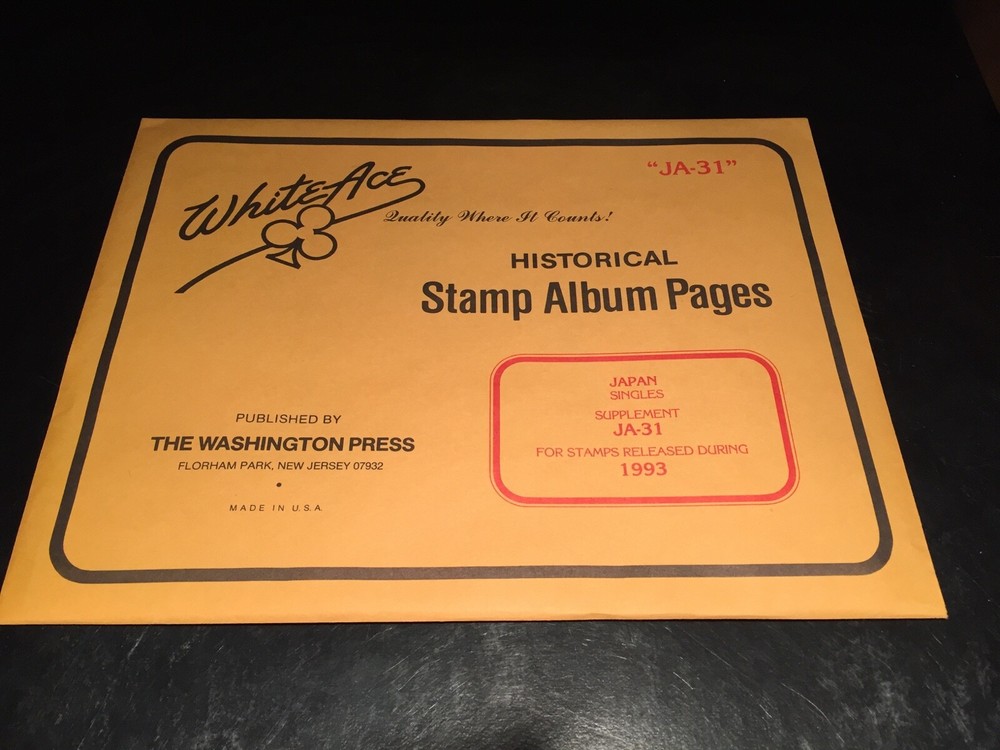 White Ace
"JA-31"
Quality Where It Counts!
HISTORICAL
Stamp Album Pages
JAPAN
SINGLES
SUPPLEMENT
JA-31
FOR STAMPS RELEASED DURING
1993
PUBLISHED BY
THE WASHINGTON PRESS
FLORHAM PARK, NEW JERSEY 07932
•
MADE IN U.S.A.